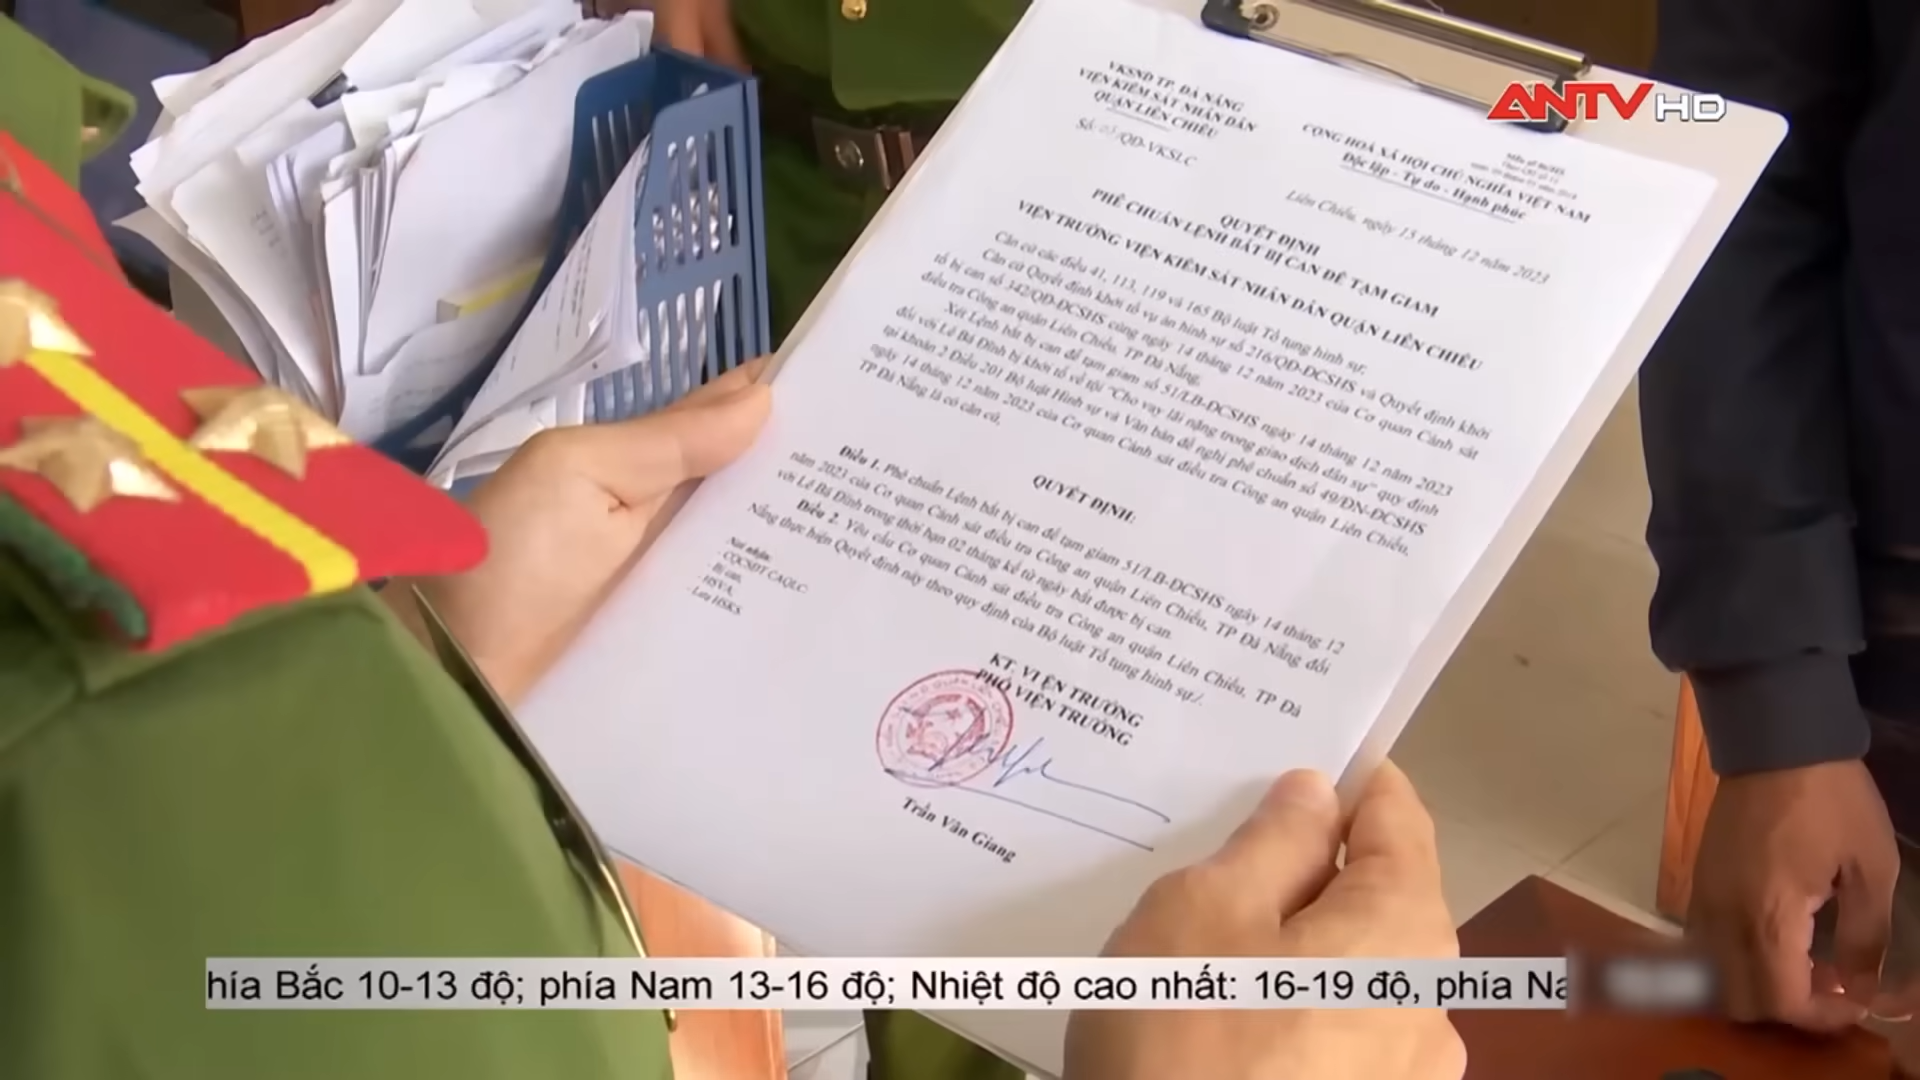 ANTV HD
VKSND TP. ĐÀ NẴNG
VIỆN KIỂM SÁT NHÂN DÂN
QUẬN LIÊN CHIỂU
Số: /QĐ-VKSLC
CỘNG HOÀ XÃ HỘI CHỦ NGHĨA VIỆT NAM
Độc lập - Tự do - Hạnh phúc
Liên Chiểu, ngày 15 tháng 12 năm 2023
QUYẾT ĐỊNH
PHÊ CHUẨN LỆNH BẮT BỊ CAN ĐỂ TẠM GIAM
VIỆN TRƯỞNG VIỆN KIỂM SÁT NHÂN DÂN QUẬN LIÊN CHIỂU
Căn cứ các điều 41, 113, 119 và 165 Bộ luật Tố tụng hình sự;
Căn cứ Quyết định khởi tố vụ án hình sự số 216/QĐ-ĐCSHS và Quyết định khởi
tố bị can số 342/QĐ-ĐCSHS cùng ngày 14 tháng 12 năm 2023 của Cơ quan Cảnh sát
điều tra Công an quận Liên Chiểu, TP Đà Nẵng;
Xét Lệnh bắt bị can để tạm giam số 51/LB-ĐCSHS ngày 14 tháng 12 năm 2023
đối với Lê Bá Đình bị khởi tố về tội "Cho vay lãi nặng trong giao dịch dân sự" quy định
tại khoản 2 Điều 201 Bộ luật Hình sự và Văn bản đề nghị phê chuẩn số 49/ĐN-ĐCSHS
ngày 14 tháng 12 năm 2023 của Cơ quan Cảnh sát điều tra Công an quận Liên Chiểu,
TP Đà Nẵng là có căn cứ,
QUYẾT ĐỊNH:
Điều 1. Phê chuẩn Lệnh bắt bị can để tạm giam 51/LB-ĐCSHS ngày 14 tháng 12
năm 2023 của Cơ quan Cảnh sát điều tra Công an quận Liên Chiểu, TP Đà Nẵng đối
với Lê Bá Đình trong thời hạn 02 tháng kể từ ngày bắt được bị can.
Điều 2. Yêu cầu Cơ quan Cảnh sát điều tra Công an quận Liên Chiểu, TP Đà
Nẵng thực hiện Quyết định này theo quy định của Bộ luật Tố tụng hình sự./.
Nơi nhận:
- CQCSĐT CAQLC;
- Bị can;
- HSVA;
- Lưu HSKS.
KT. VIỆN TRƯỞNG
PHÓ VIỆN TRƯỞNG
Trần Văn Giang
hía Bắc 10-13 độ; phía Nam 13-16 độ; Nhiệt độ cao nhất: 16-19 độ, phía Na